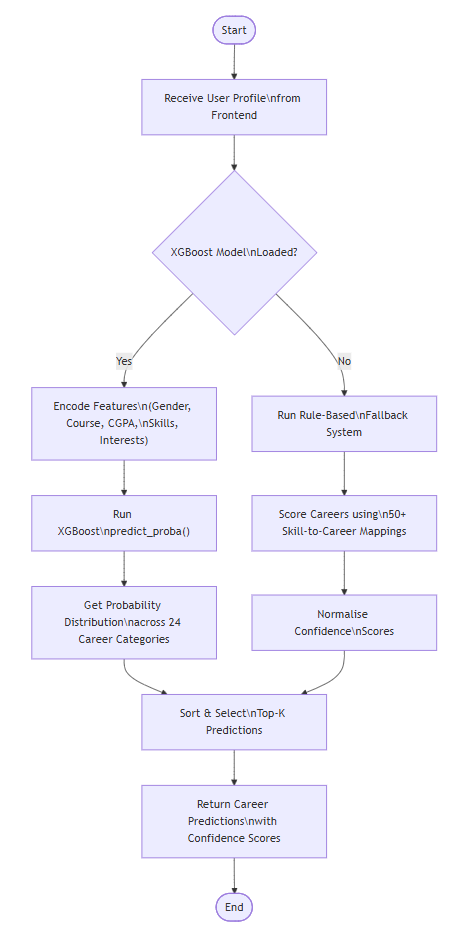 Start
Receive User Profile\nfrom
Frontend
XGBoost Model\nLoaded?
Yes
No
Encode Features\n(Gender,
Course, CGPA,\nSkills,
Interests)
Run Rule-Based\nFallback
System
Run
XGBoost\npredict_proba()
Score Careers using\n50+
Skill-to-Career Mappings
Get Probability
Distribution\nacross 24
Career Categories
Normalise
Confidence\nScores
Sort & Select\nTop-K
Predictions
Return Career
Predictions\nwith
Confidence Scores
End